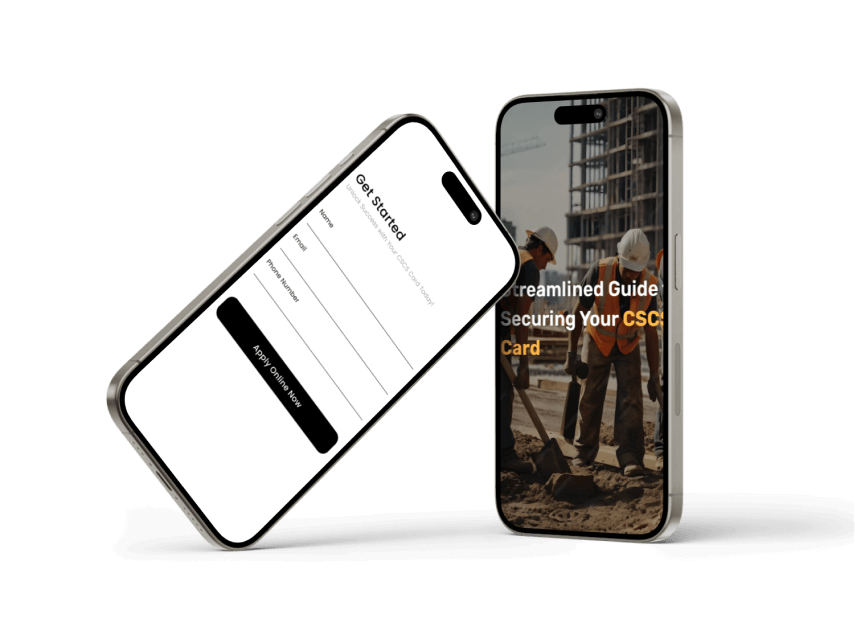 Get Started
Unlock Success with Your CSCS Card Today!
Name
Email
Phone Number
Apply Online Now
Streamlined Guide
Securing Your CSCS
Card